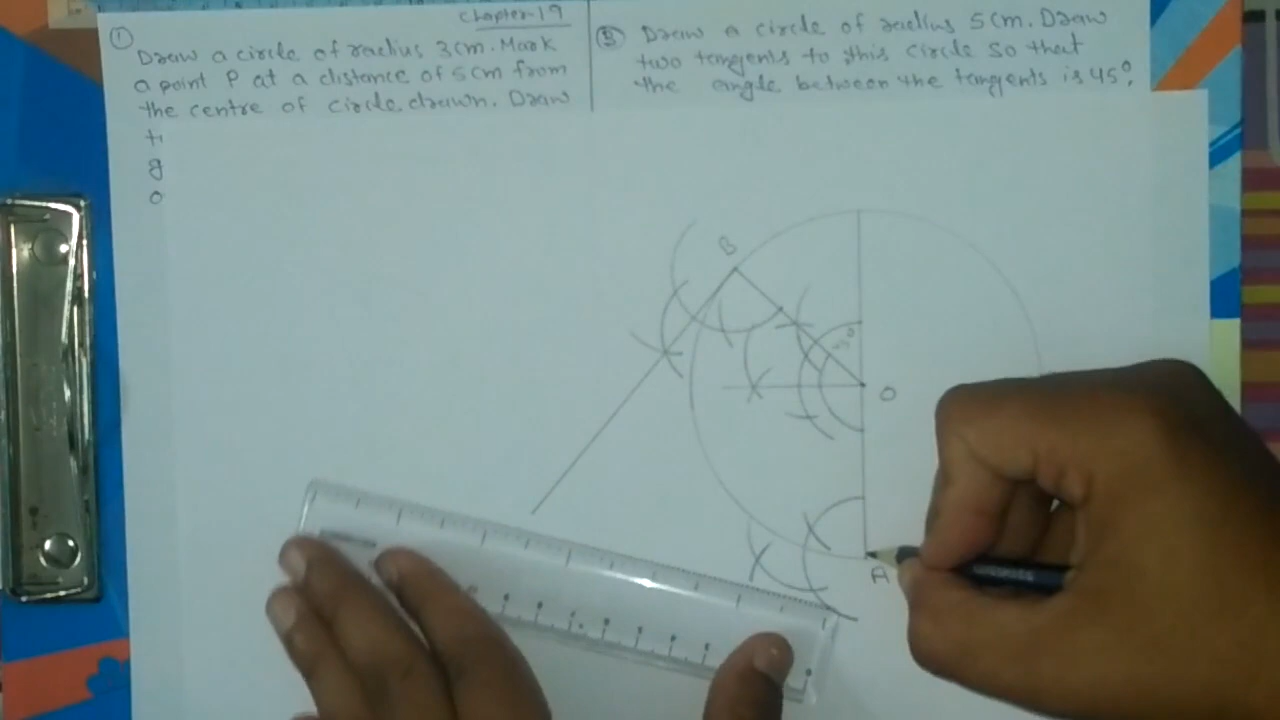 Chapter-19
① Draw a circle of radius 3cm. Mark
a point P at a distance of 5cm from
the centre of circle drawn. Draw
t
g
o
③ Draw a circle of radius 5cm. Draw
two tangents to this circle so that
the angle between the tangents is 45°.
B
O
A